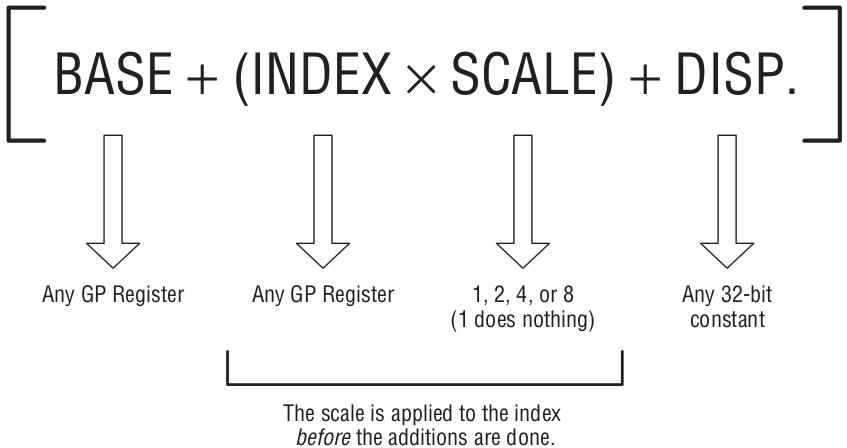 [BASE + (INDEX × SCALE) + DISP.]
Any GP Register
Any GP Register
1, 2, 4, or 8
(1 does nothing)
Any 32-bit
constant
The scale is applied to the index
before the additions are done.